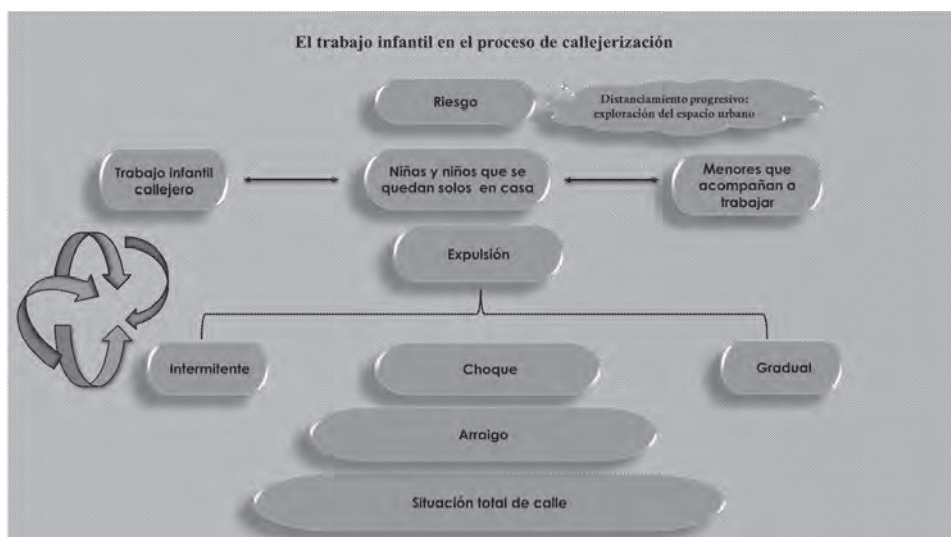 El trabajo infantil en el proceso de callejerización
Riesgo
Distanciamiento progresivo:
exploración del espacio urbano
Trabajo infantil
callejero
Niñas y niños que se
quedan solos en casa
Menores que
acompañan a
trabajar
Expulsión
Intermitente
Choque
Gradual
Arraigo
Situación total de calle